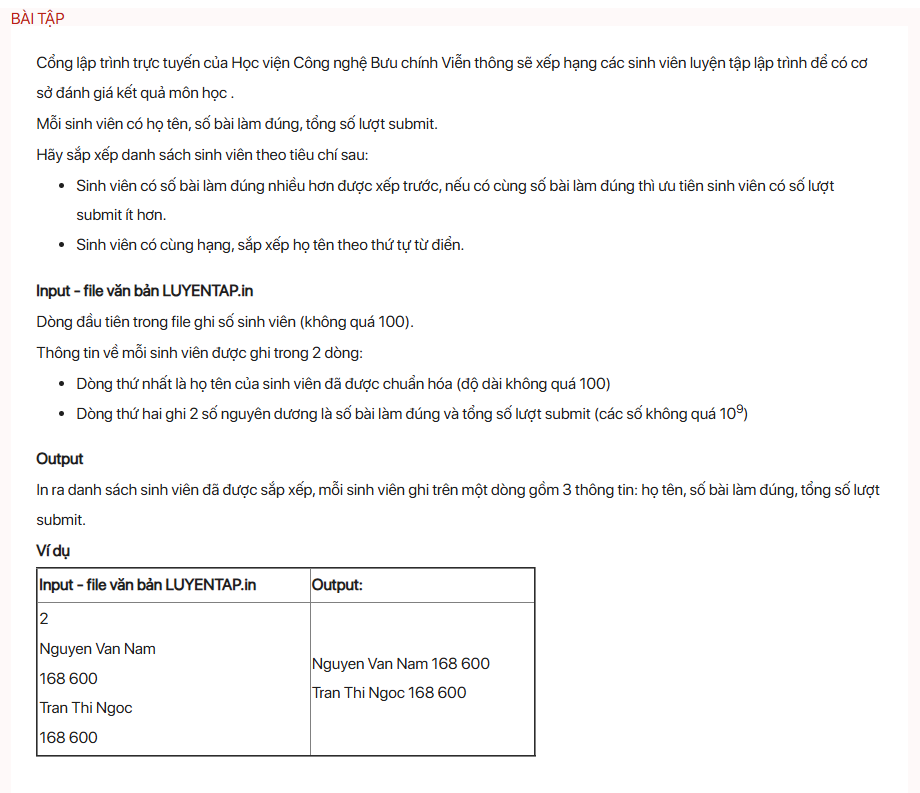 BÀI TẬP
Cổng lập trình trực tuyến của Học viện Công nghệ Bưu chính Viễn thông sẽ xếp hạng các sinh viên luyện tập lập trình để có cơ
sở đánh giá kết quả môn học .
Mỗi sinh viên có họ tên, số bài làm đúng, tổng số lượt submit.
Hãy sắp xếp danh sách sinh viên theo tiêu chí sau:
• Sinh viên có số bài làm đúng nhiều hơn được xếp trước, nếu có cùng số bài làm đúng thì ưu tiên sinh viên có số lượt
submit ít hơn.
• Sinh viên có cùng hạng, sắp xếp họ tên theo thứ tự từ điển.
Input - file văn bản LUYENTAP.in
Dòng đầu tiên trong file ghi số sinh viên (không quá 100).
Thông tin về mỗi sinh viên được ghi trong 2 dòng:
• Dòng thứ nhất là họ tên của sinh viên đã được chuẩn hóa (độ dài không quá 100)
• Dòng thứ hai ghi 2 số nguyên dương là số bài làm đúng và tổng số lượt submit (các số không quá 10⁹)
Output
In ra danh sách sinh viên đã được sắp xếp, mỗi sinh viên ghi trên một dòng gồm 3 thông tin: họ tên, số bài làm đúng, tổng số lượt
submit.
Ví dụ
Input - file văn bản LUYENTAP.in
Output:
2
Nguyen Van Nam
168 600
Tran Thi Ngoc
168 600
Nguyen Van Nam 168 600
Tran Thi Ngoc 168 600